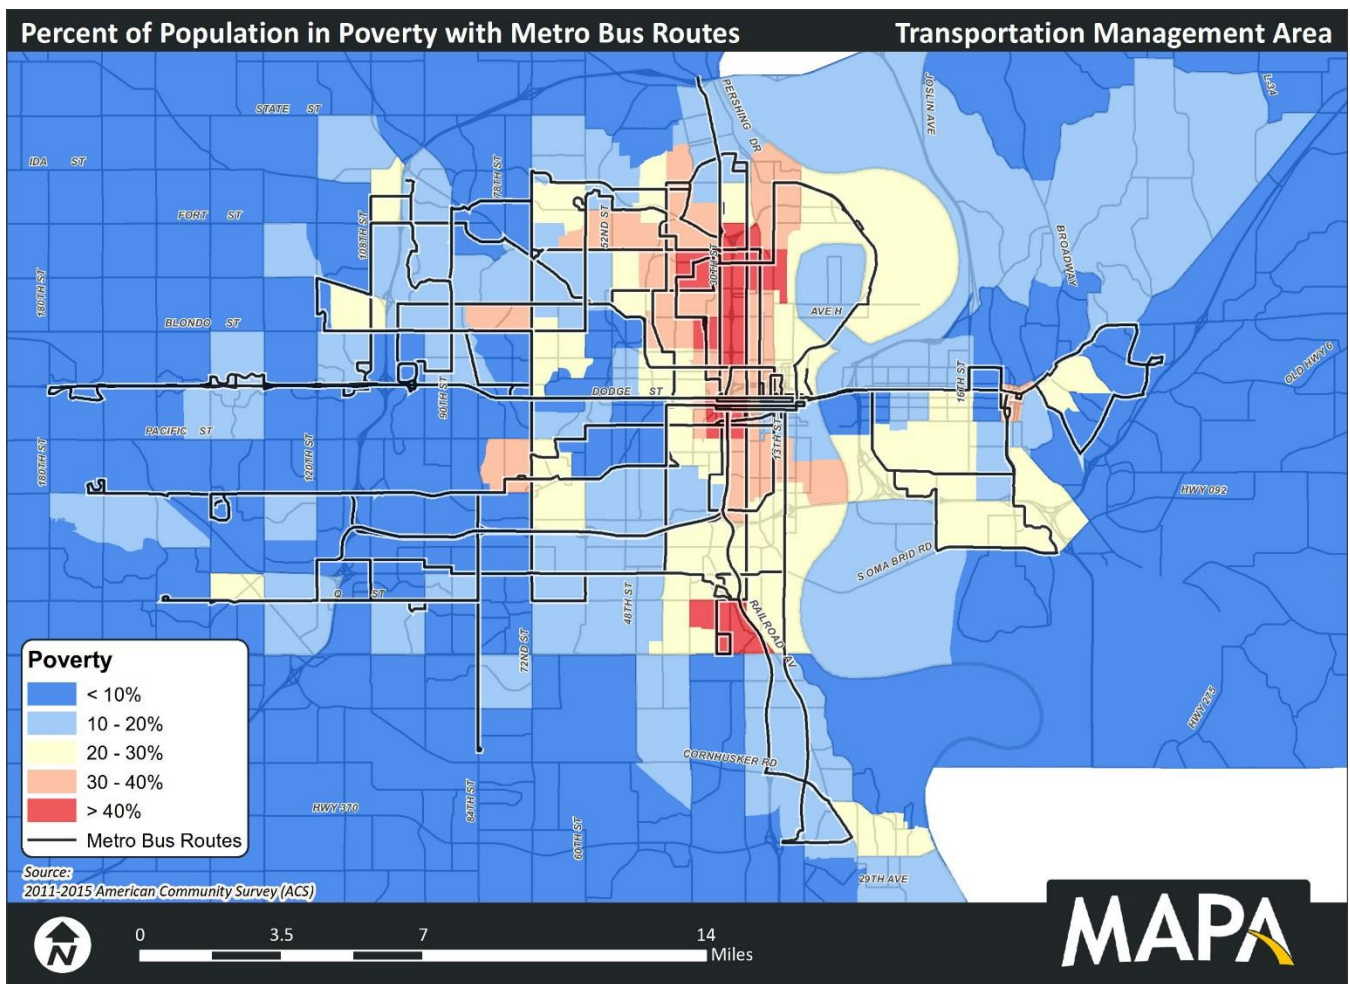 Percent of Population in Poverty with Metro Bus Routes
Transportation Management Area
STATE ST
PERSHING DR
JOSLIN AVE
L-34
IDA ST
78TH ST
FORT ST
108TH ST
52ND ST
30TH ST
BROADWAY
180TH ST
BLONDO ST
AVE H
OLD HWY 6
90TH ST
DODGE ST
16TH ST
PACIFIC ST
180TH ST
120TH ST
13TH ST
HWY 092
S OMA BRID RD
Q ST
48TH ST
RAILROAD AV
72ND ST
HWY 275
CORNHUSKER RD
84TH ST
HWY 370
60TH ST
29TH AVE
Poverty
< 10%
10 - 20%
20 - 30%
30 - 40%
> 40%
Metro Bus Routes
Source:
2011-2015 American Community Survey (ACS)
N
0 3.5 7 14
Miles
MAPA